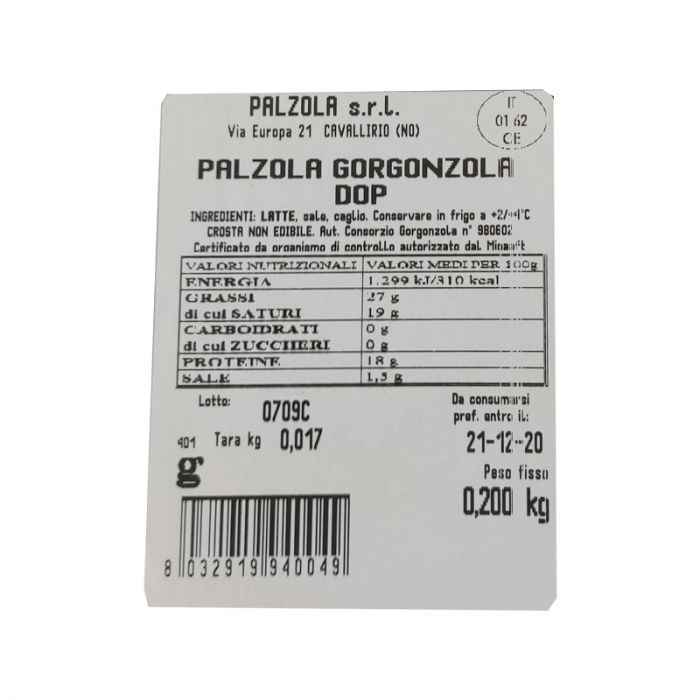 PALZOLA s.r.l.
Via Europa 21 CAVALLIRIO (NO)
IT
01 62
CE
PALZOLA GORGONZOLA
DOP
INGREDIENTI: LATTE, sale, caglio. Conservare in frigo a +2/+4°C
CROSTA NON EDIBILE. Aut. Consorzio Gorgonzola n° 980602
Certificato da organismo di controllo autorizzato dal
VALORI NUTRIZIONALI VALORI MEDI PER 100g
ENERGIA 1.299 kJ/310 kcal
GRASSI 27 g
di cui SATURI 19 g
CARBOIDRATI 0 g
di cui ZUCCHERI 0 g
PROTEINE 18 g
SALE 1,5 g
Lotto: 0709C
Da consumarsi
pref. entro il:
401 Tara kg 0,017
21-12-20
g
Peso fisso
0,200 kg
8 032919 940049